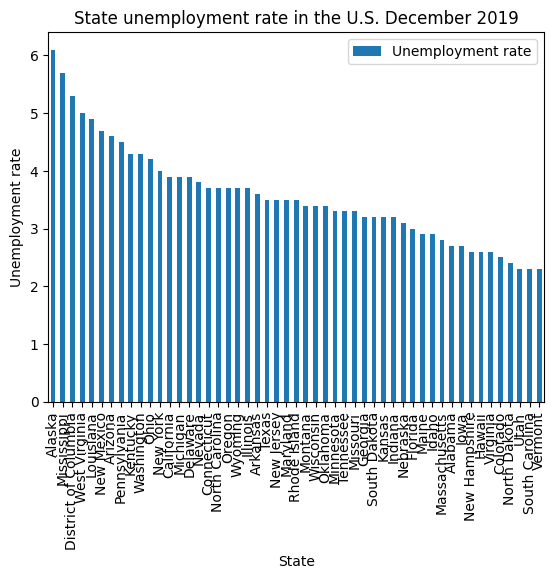 State unemployment rate in the U.S. December 2019
Unemployment rate
Unemployment rate
6
5
4
3
2
1
0
Alaska
Mississippi
District of Columbia
West Virginia
Louisiana
New Mexico
Arizona
Pennsylvania
Kentucky
Washington
Ohio
New York
California
Michigan
Delaware
Nevada
Connecticut
North Carolina
Oregon
Wyoming
Illinois
Arkansas
Texas
New Jersey
Maryland
Rhode Island
Montana
Wisconsin
Oklahoma
Minnesota
Tennessee
Missouri
Georgia
South Dakota
Kansas
Indiana
Nebraska
Florida
Maine
Idaho
Massachusetts
Alabama
Iowa
New Hampshire
Hawaii
Virginia
Colorado
North Dakota
Utah
South Carolina
Vermont
State